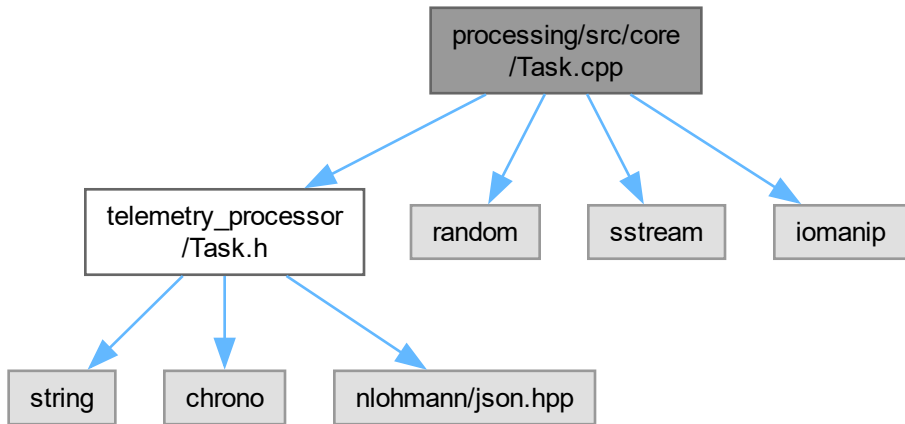 processing/src/core
/Task.cpp
telemetry_processor
/Task.h
random
sstream
iomanip
string
chrono
nlohmann/json.hpp